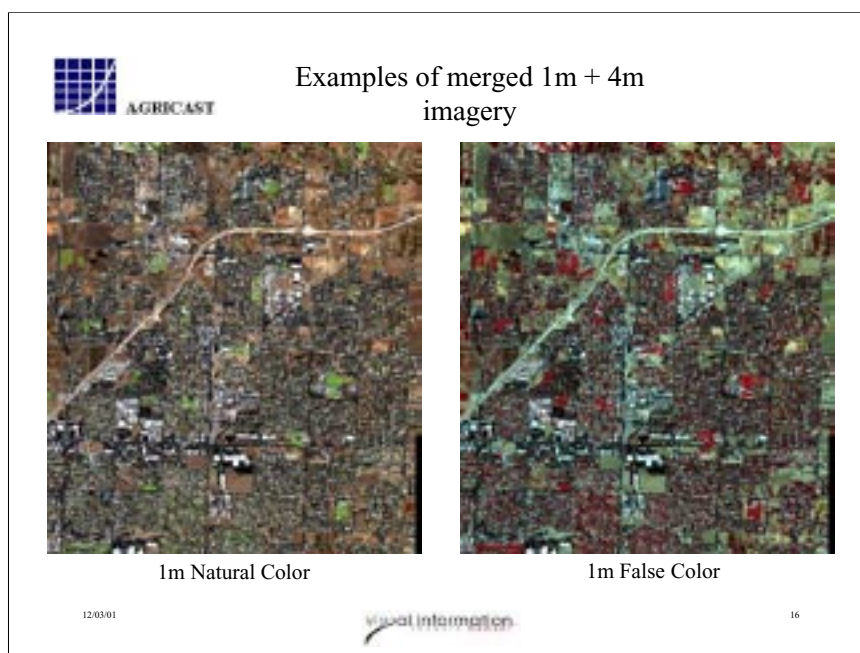 AGRICAST
Examples of merged 1m + 4m
imagery
1m Natural Color
1m False Color
12/03/01
visual information
16